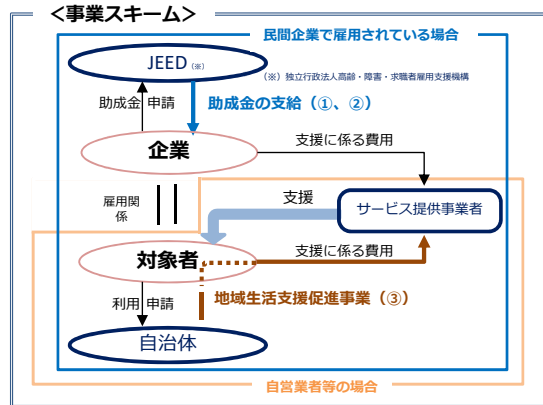 ＜事業スキーム＞
民間企業で雇用されている場合
JEED（※）
（※）独立行政法人高齢・障害・求職者雇用支援機構
助成金 申請
助成金の支給（①、②）
企業
支援に係る費用
雇用関
係
支援
サービス提供事業者
対象者
支援に係る費用
利用 申請
地域生活支援促進事業（③）
自治体
自営業者等の場合